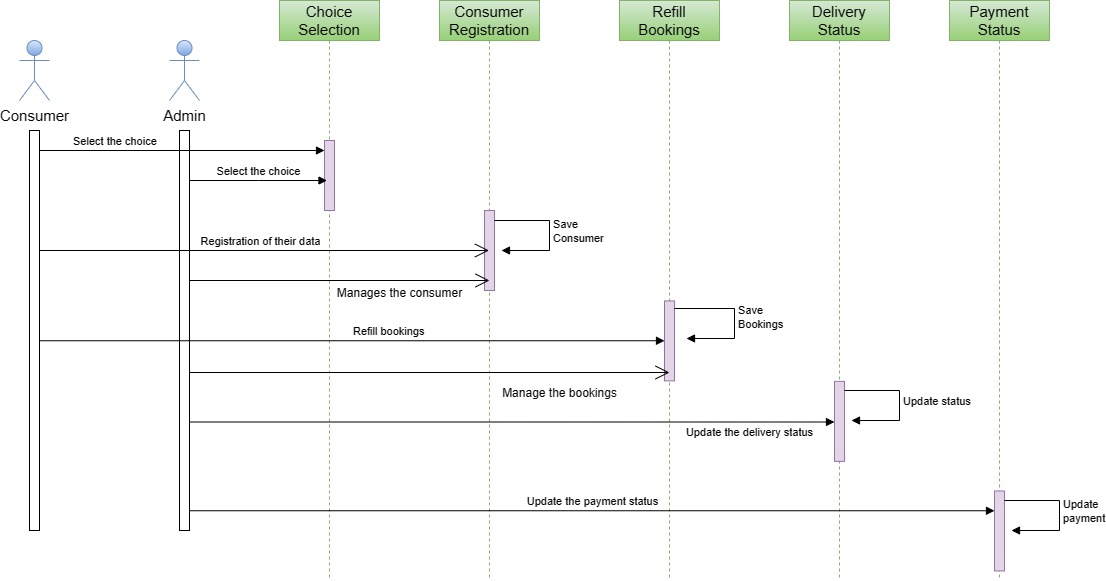 Choice
Selection
Consumer
Registration
Refill
Bookings
Delivery
Status
Payment
Status
Consumer
Admin
Select the choice
Select the choice
Save
Consumer
Registration of their data
Manages the consumer
Save
Bookings
Refill bookings
Manage the bookings
Update status
Update the delivery status
Update the payment status
Update
payment